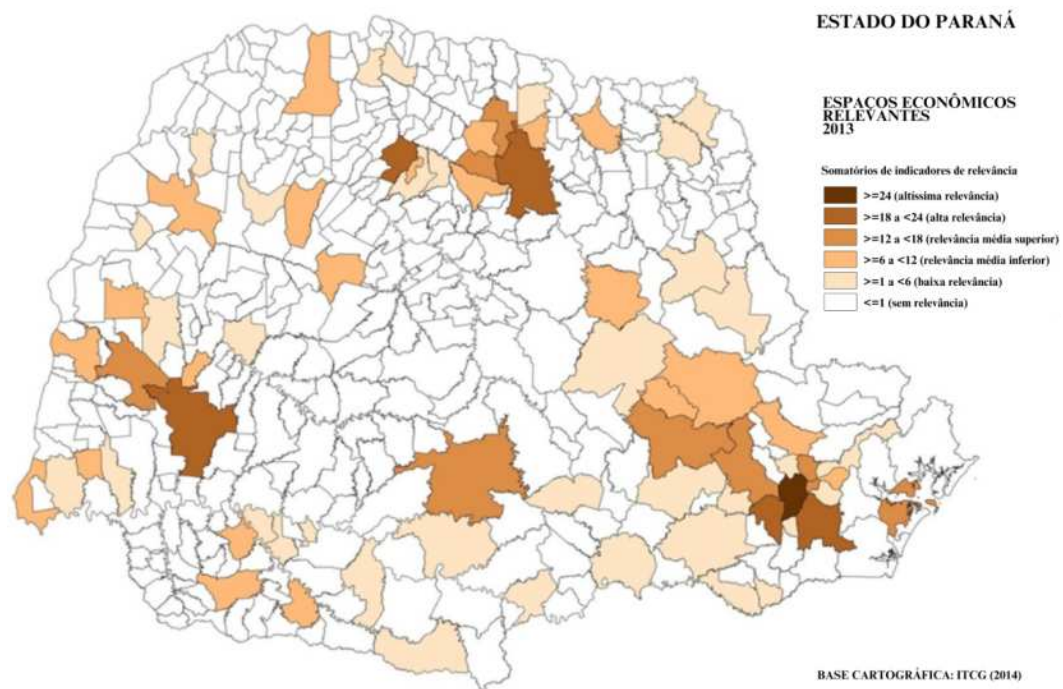 ESTADO DO PARANÁ
ESPAÇOS ECONÔMICOS
RELEVANTES
2013
Somatórios de indicadores de relevância
>=24 (altíssima relevância)
>=18 a <24 (alta relevância)
>=12 a <18 (relevância média superior)
>=6 a <12 (relevância média inferior)
>=1 a <6 (baixa relevância)
<=1 (sem relevância)
BASE CARTOGRÁFICA: ITCG (2014)